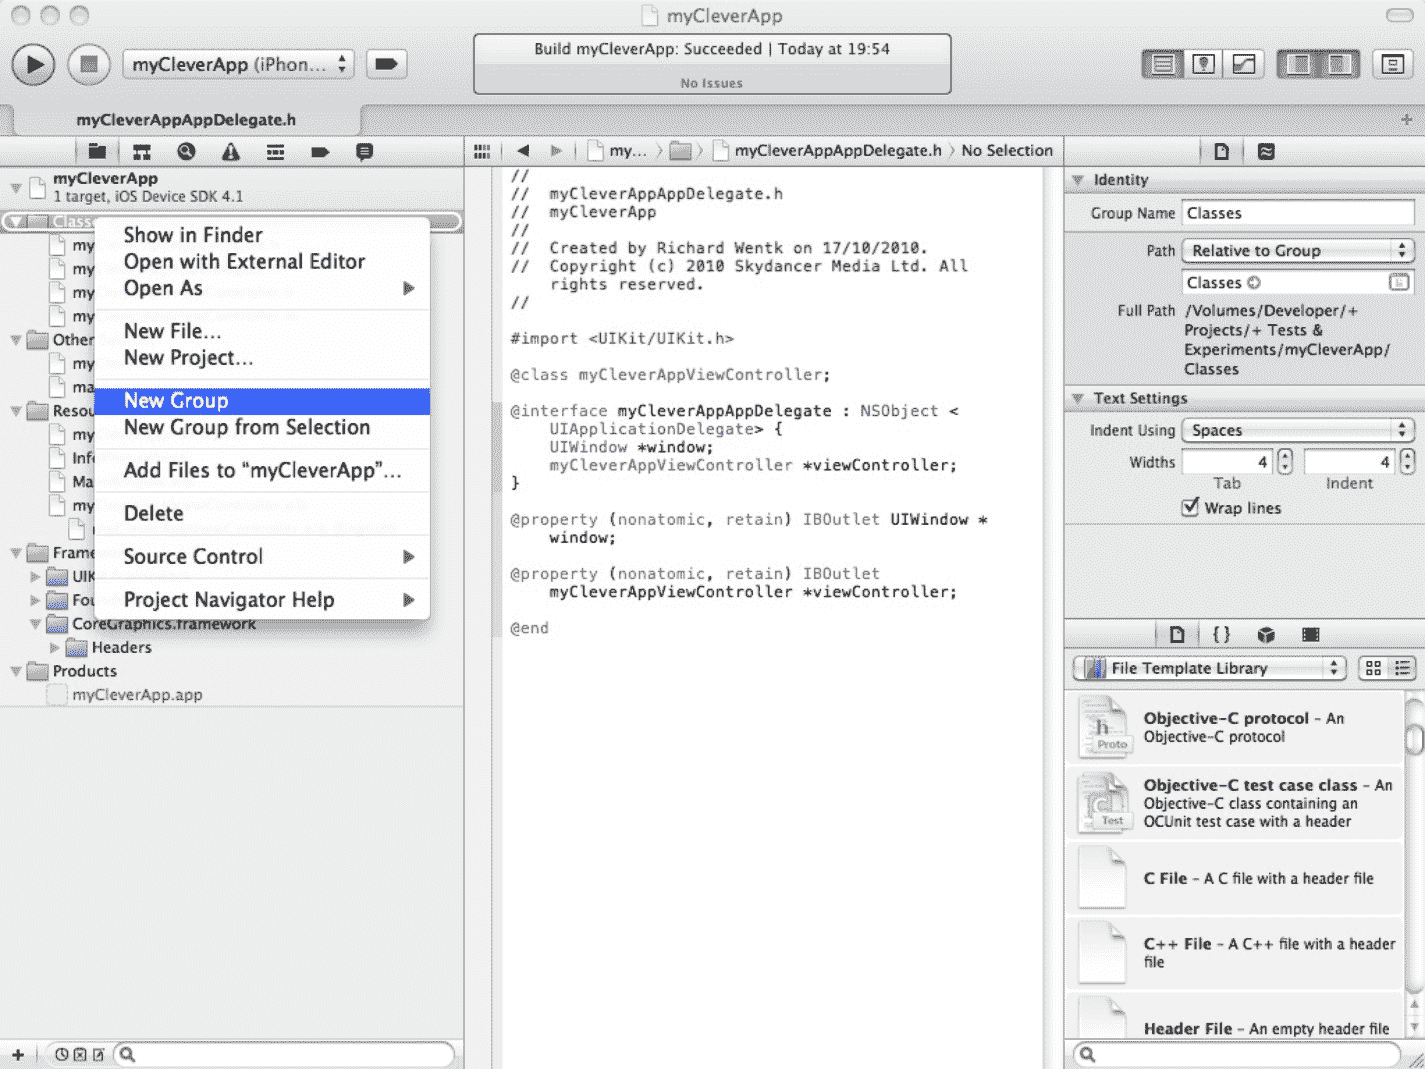 myCleverApp
myCleverApp (iPhon...
Build myCleverApp: Succeeded | Today at 19:54
No Issues
myCleverAppAppDelegate.h
my...
myCleverAppAppDelegate.h
No Selection
myCleverApp
1 target, iOS Device SDK 4.1
Show in Finder
Open with External Editor
Open As
New File...
New Project...
New Group
New Group from Selection
Add Files to “myCleverApp”...
Delete
Source Control
Project Navigator Help
Other
ma
Info
CoreGraphics.framework
Headers
Products
myCleverApp.app
//
// myCleverAppAppDelegate.h
// myCleverApp
//
// Created by Richard Wentk on 17/10/2010.
// Copyright (c) 2010 Skydancer Media Ltd. All
rights reserved.
//
#import <UIKit/UIKit.h>
@class myCleverAppViewController;
@interface myCleverAppAppDelegate : NSObject <
UIApplicationDelegate> {
UIWindow *window;
myCleverAppViewController *viewController;
}
@property (nonatomic, retain) IBOutlet UIWindow *
window;
@property (nonatomic, retain) IBOutlet
myCleverAppViewController *viewController;
@end
Identity
Group Name Classes
Path Relative to Group
Classes
Full Path /Volumes/Developer/+
Projects/+ Tests &
Experiments/myCleverApp/
Classes
Text Settings
Indent Using Spaces
Widths 4 4
Tab Indent
Wrap lines
File Template Library
Proto
Objective-C protocol – An
Objective-C protocol
Test
Objective-C test case class – An
Objective-C class containing an
OCUnit test case with a header
C File – A C file with a header file
C++ File – A C++ file with a header
file
Header File – An empty header file